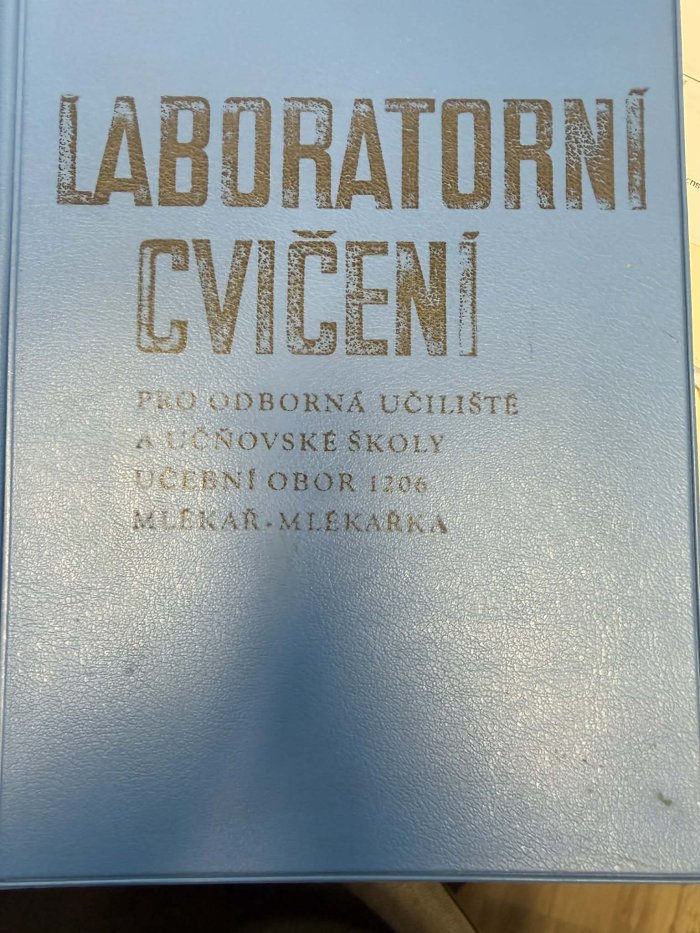 LABORATORNÍ
CVIČENÍ
PRO ODBORNÁ UČILIŠTĚ
A UČŇOVSKÉ ŠKOLY
UČEBNÍ OBOR 1206
MLÉKAŘ-MLÉKAŘKA